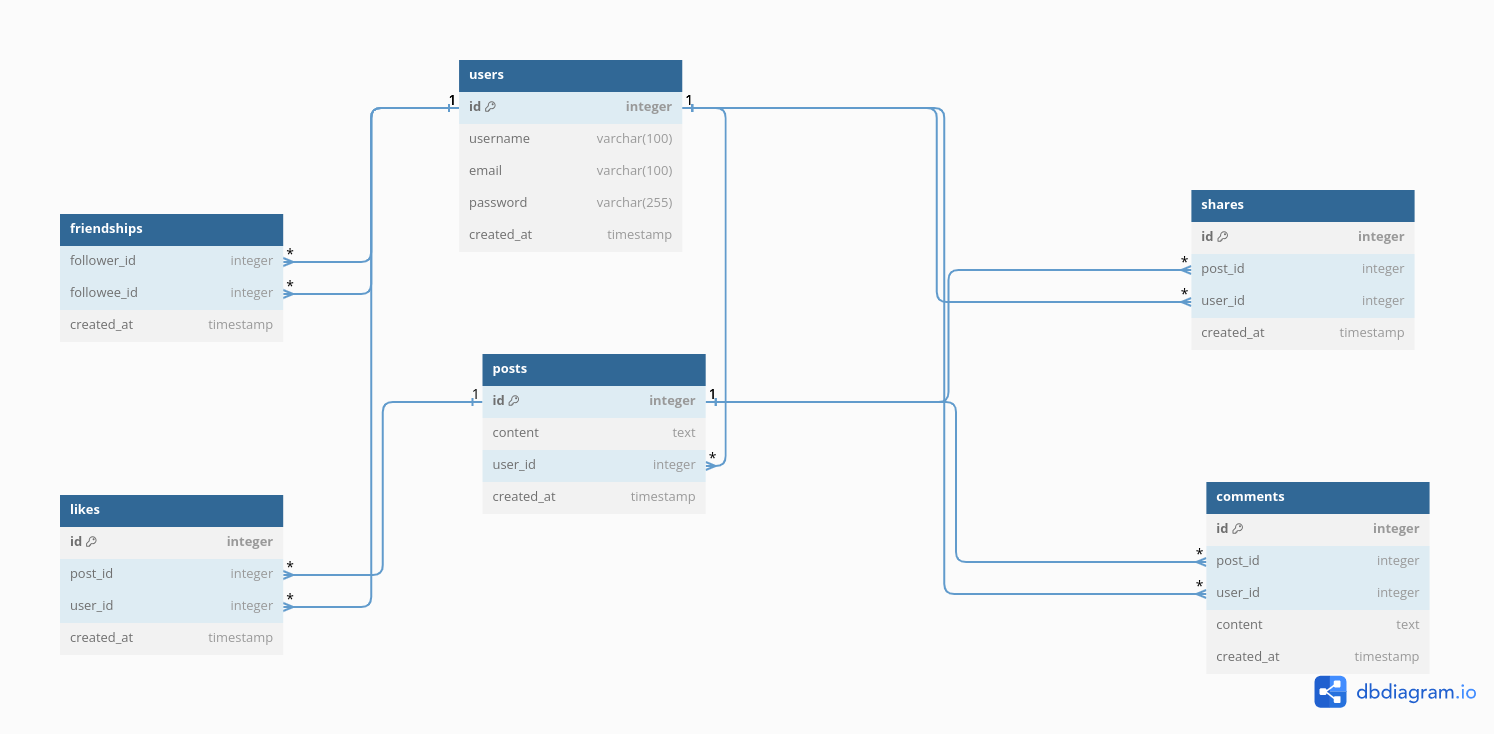 users
1 id integer 1
username varchar(100)
email varchar(100)
password varchar(255)
created_at timestamp
friendships
follower_id integer *
followee_id integer *
created_at timestamp
shares
id integer
* post_id integer
* user_id integer
created_at timestamp
posts
1 id integer 1
content text
user_id integer *
created_at timestamp
likes
id integer
post_id integer *
user_id integer *
created_at timestamp
comments
id integer
* post_id integer
* user_id integer
content text
created_at timestamp
dbdiagram.io